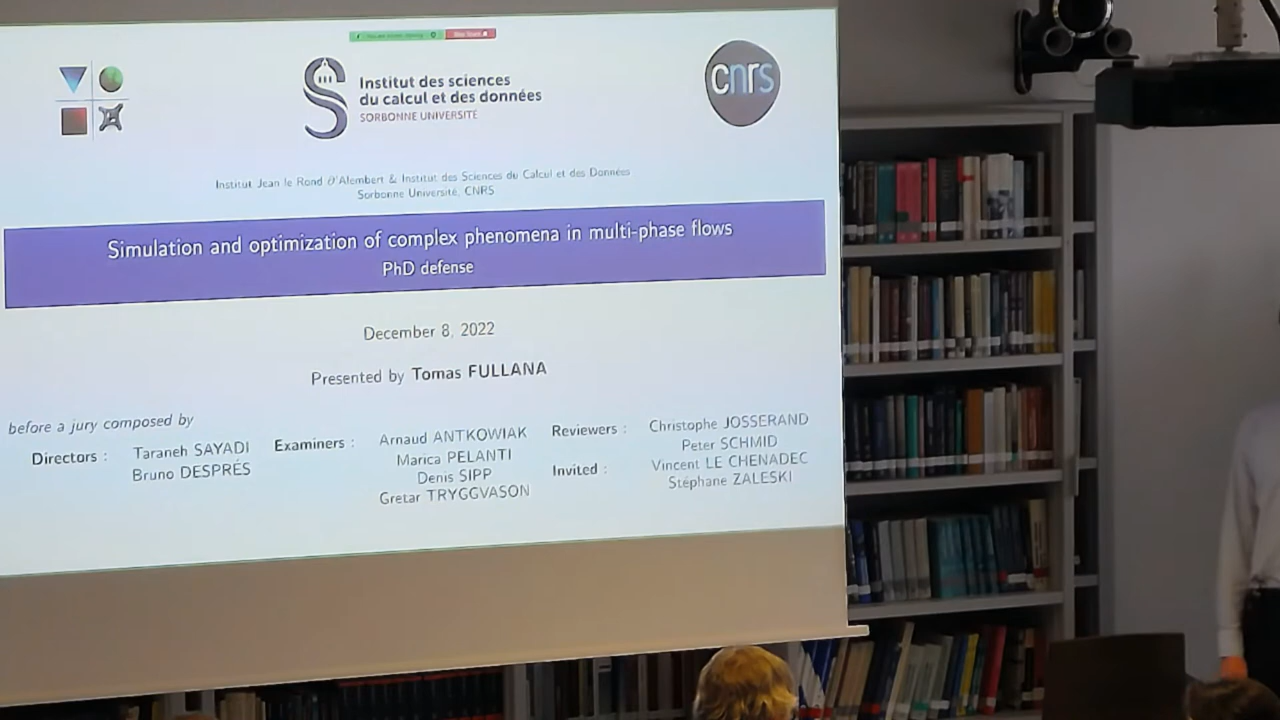 Institut des sciences
du calcul et des données
SORBONNE UNIVERSITÉ
cnrs
Institut Jean le Rond ∂'Alembert & Institut des Sciences du Calcul et des Données
Sorbonne Université, CNRS
Simulation and optimization of complex phenomena in multi-phase flows
PhD defense
December 8, 2022
Presented by Tomas FULLANA
before a jury composed by
Directors :
Taraneh SAYADI
Bruno DESPRÉS
Examiners :
Arnaud ANTKOWIAK
Marica PELANTI
Denis SIPP
Gretar TRYGGVASON
Reviewers :
Christophe JOSSERAND
Peter SCHMID
Invited :
Vincent LE CHENADEC
Stéphane ZALESKI